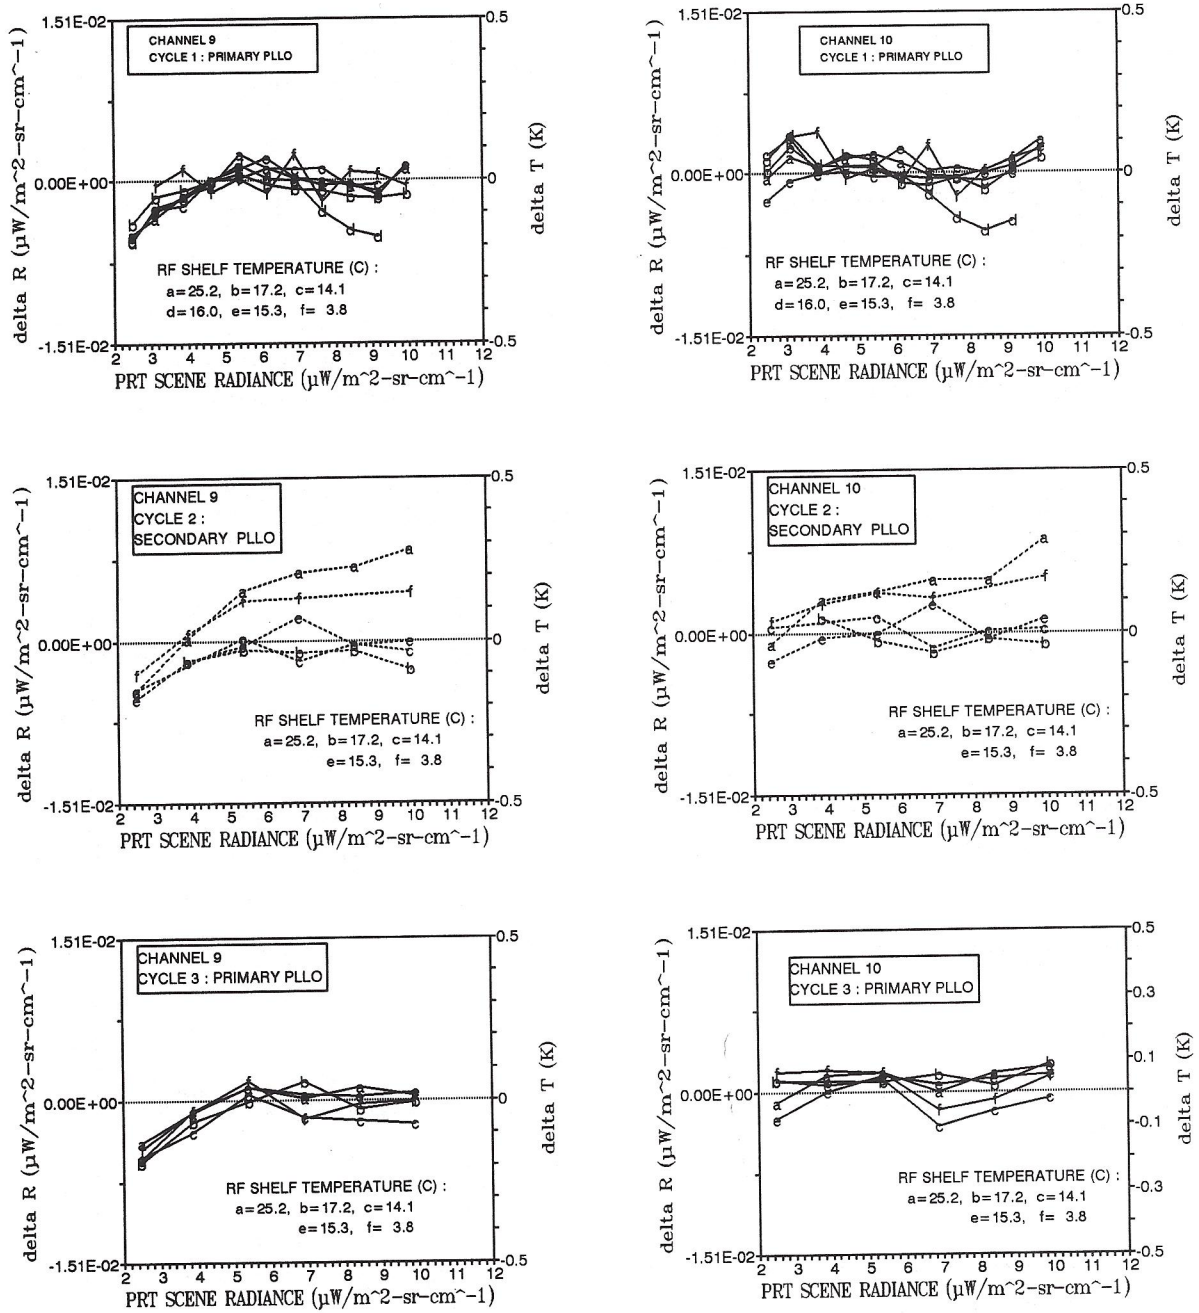 1.51E-02
0.00E+00
-1.51E-02
delta R (µW/m^2-sr-cm^-1)
CHANNEL 9
CYCLE 1 : PRIMARY PLLO
RF SHELF TEMPERATURE (C) :
a=25.2, b=17.2, c=14.1
d=16.0, e=15.3, f= 3.8
0.5
0
-0.5
delta T (K)
2 3 4 5 6 7 8 9 10 11 12
PRT SCENE RADIANCE (µW/m^2-sr-cm^-1)
1.51E-02
0.00E+00
-1.51E-02
delta R (µW/m^2-sr-cm^-1)
CHANNEL 10
CYCLE 1 : PRIMARY PLLO
RF SHELF TEMPERATURE (C) :
a=25.2, b=17.2, c=14.1
d=16.0, e=15.3, f= 3.8
0.5
0
-0.5
delta T (K)
2 3 4 5 6 7 8 9 10 11 12
PRT SCENE RADIANCE (µW/m^2-sr-cm^-1)
1.51E-02
0.00E+00
-1.51E-02
delta R (µW/m^2-sr-cm^-1)
CHANNEL 9
CYCLE 2 :
SECONDARY PLLO
RF SHELF TEMPERATURE (C) :
a=25.2, b=17.2, c=14.1
e=15.3, f= 3.8
0.5
0
-0.5
delta T (K)
2 3 4 5 6 7 8 9 10 11 12
PRT SCENE RADIANCE (µW/m^2-sr-cm^-1)
1.51E-02
0.00E+00
-1.51E-02
delta R (µW/m^2-sr-cm^-1)
CHANNEL 10
CYCLE 2 :
SECONDARY PLLO
RF SHELF TEMPERATURE (C) :
a=25.2, b=17.2, c=14.1
e=15.3, f= 3.8
0.5
0
-0.5
delta T (K)
2 3 4 5 6 7 8 9 10 11 12
PRT SCENE RADIANCE (µW/m^2-sr-cm^-1)
1.51E-02
0.00E+00
-1.51E-02
delta R (µW/m^2-sr-cm^-1)
CHANNEL 9
CYCLE 3 : PRIMARY PLLO
RF SHELF TEMPERATURE (C) :
a=25.2, b=17.2, c=14.1
e=15.3, f= 3.8
0.5
0
-0.5
delta T (K)
2 3 4 5 6 7 8 9 10 11 12
PRT SCENE RADIANCE (µW/m^2-sr-cm^-1)
1.51E-02
0.00E+00
-1.51E-02
delta R (µW/m^2-sr-cm^-1)
CHANNEL 10
CYCLE 3 : PRIMARY PLLO
RF SHELF TEMPERATURE (C) :
a=25.2, b=17.2, c=14.1
e=15.3, f= 3.8
0.5
0.3
0.1
-0.1
-0.3
-0.5
delta T (K)
2 3 4 5 6 7 8 9 10 11 12
PRT SCENE RADIANCE (µW/m^2-sr-cm^-1)